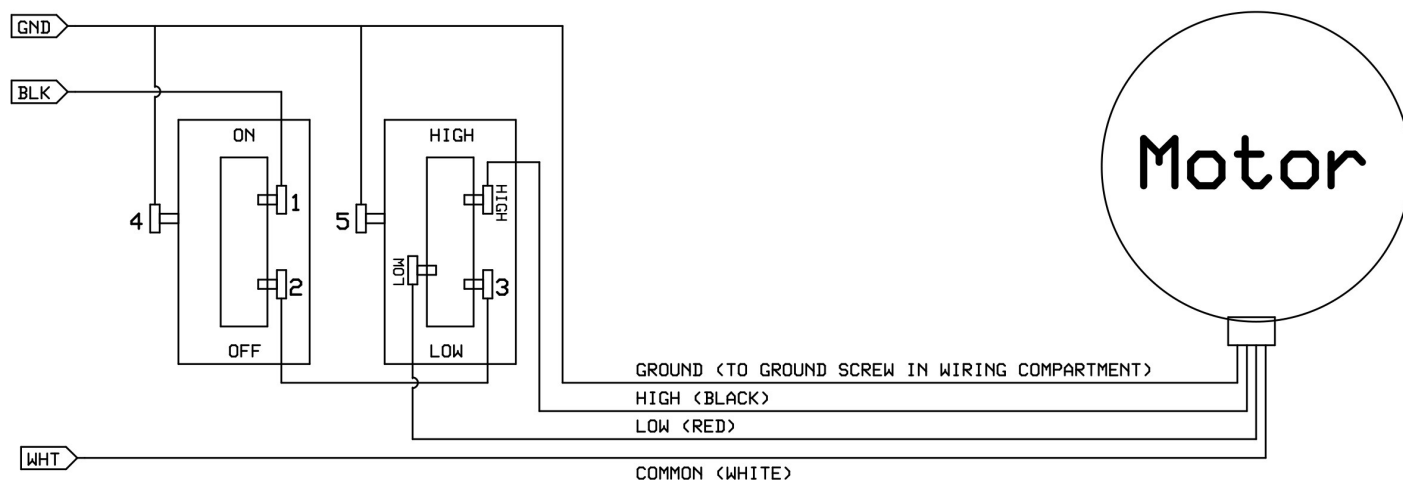 GND
BLK
ON
HIGH
Motor
1
HIGH
4
5
LOW
2
3
OFF
LOW
GROUND (TO GROUND SCREW IN WIRING COMPARTMENT)
HIGH (BLACK)
LOW (RED)
WHT
COMMON (WHITE)